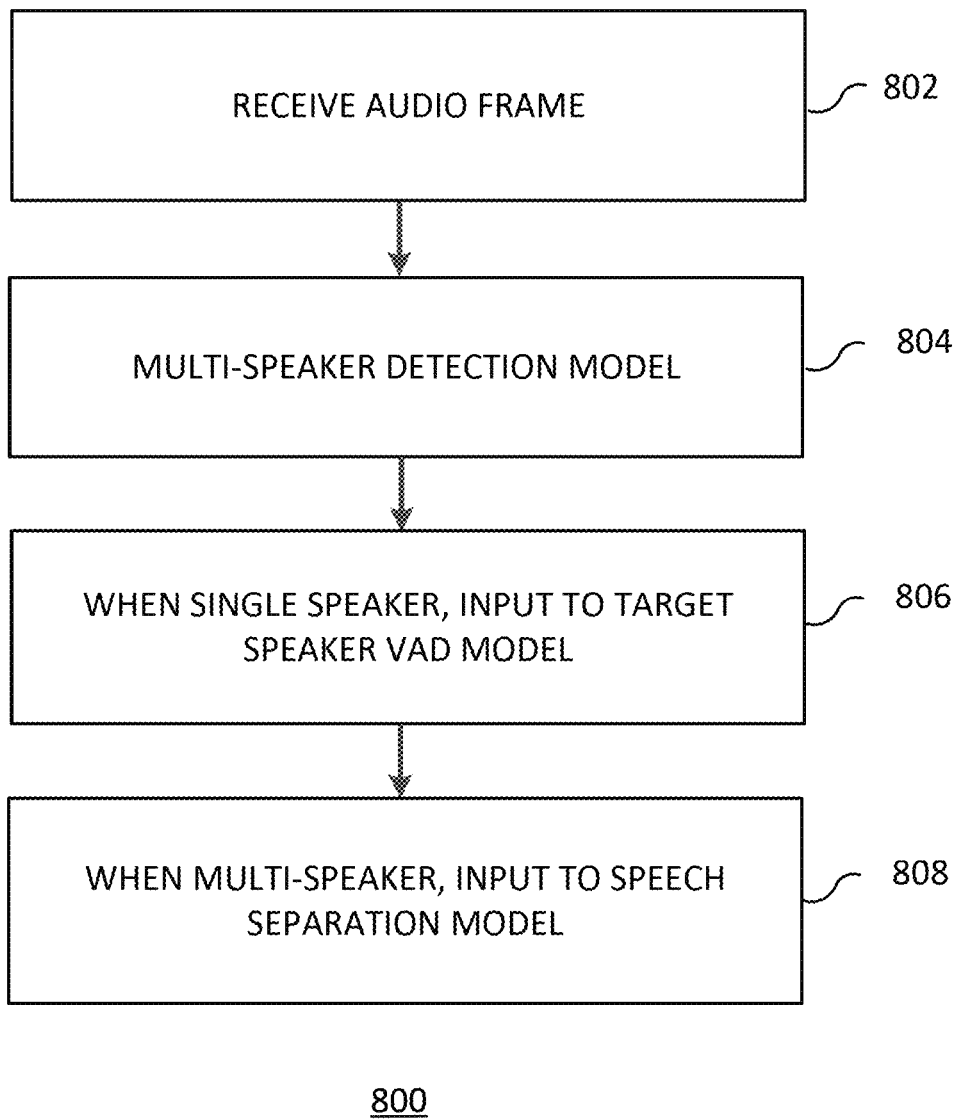 RECEIVE AUDIO FRAME
802
MULTI-SPEAKER DETECTION MODEL
804
WHEN SINGLE SPEAKER, INPUT TO TARGET
SPEAKER VAD MODEL
806
WHEN MULTI-SPEAKER, INPUT TO SPEECH
SEPARATION MODEL
808
800